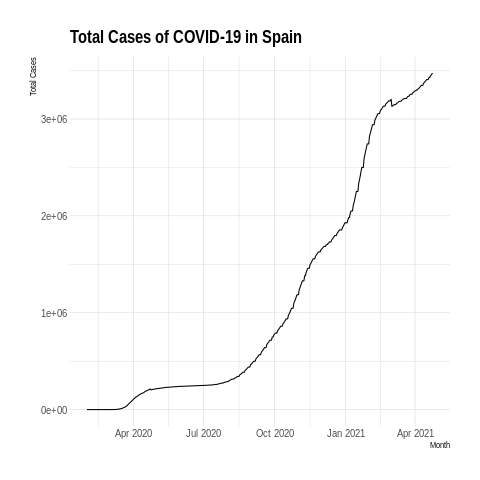 Total Cases of COVID-19 in Spain
Total Cases
3e+06
2e+06
1e+06
0e+00
Apr 2020 Jul 2020 Oct 2020 Jan 2021 Apr 2021
Month